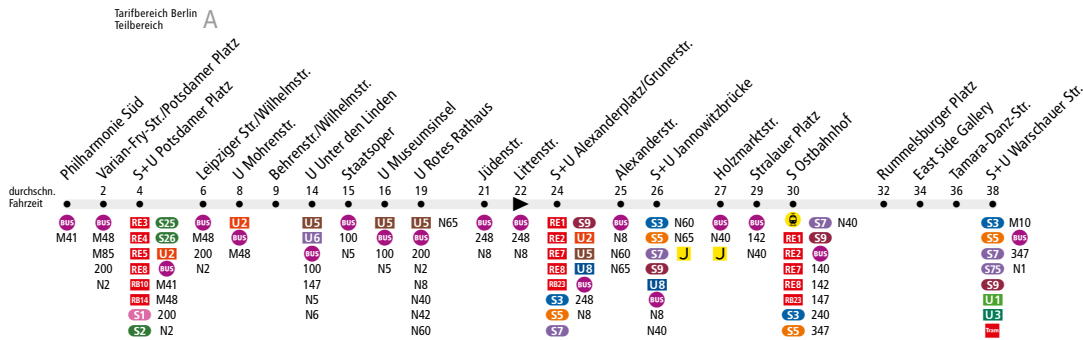 Tarifbereich Berlin
Teilbereich A
Philharmonie Süd
Varian-Fry-Str./Potsdamer Platz
S+U Potsdamer Platz
Leipziger Str./Wilhelmstr.
U Mohrenstr.
Behrenstr./Wilhelmstr.
U Unter den Linden
Staatsoper
U Museumsinsel
U Rotes Rathaus
Jüdenstr.
Littenstr.
S+U Alexanderplatz/Grunerstr.
Alexanderstr.
S+U Jannowitzbrücke
Holzmarktstr.
Stralauer Platz
S Ostbahnhof
Rummelsburger Platz
East Side Gallery
Tamara-Danz-Str.
S+U Warschauer Str.
durchschn.
Fahrzeit
2 4 6 8 9 14 15 16 19 21 22 24 25 26 27 29 30 32 34 36 38
BUS
M41
BUS
M48
M85
200
N2
RE3 S25
RE4 S26
RE5 U2
RE8 BUS
RB10 M41
RB14 M48
S1 200
S2 N2
BUS
M48
200
N2
U2
BUS
M48
U5
U6
BUS
100
147
N5
N6
BUS
100
N5
U5
BUS
100
N5
U5 N65
BUS
200
N2
N8
N40
N42
N60
BUS
248
N8
BUS
248
N8
RE1 S9
RE2 U2
RE7 U5
RE8 U8
RB23 BUS
S3 248
S5 N8
S7
BUS
N8
N60
N65
S3 N60
S5 N65
S7
S9
U8
BUS
N8
N40
BUS
N40
BUS
142
N40
S7 N40
RE1 S9
RE2 BUS
RE7 140
RE8 142
RB23 147
S3 240
S5 347
S3 M10
S5 BUS
S7 347
S75 N1
S9
U1
U3
Tram